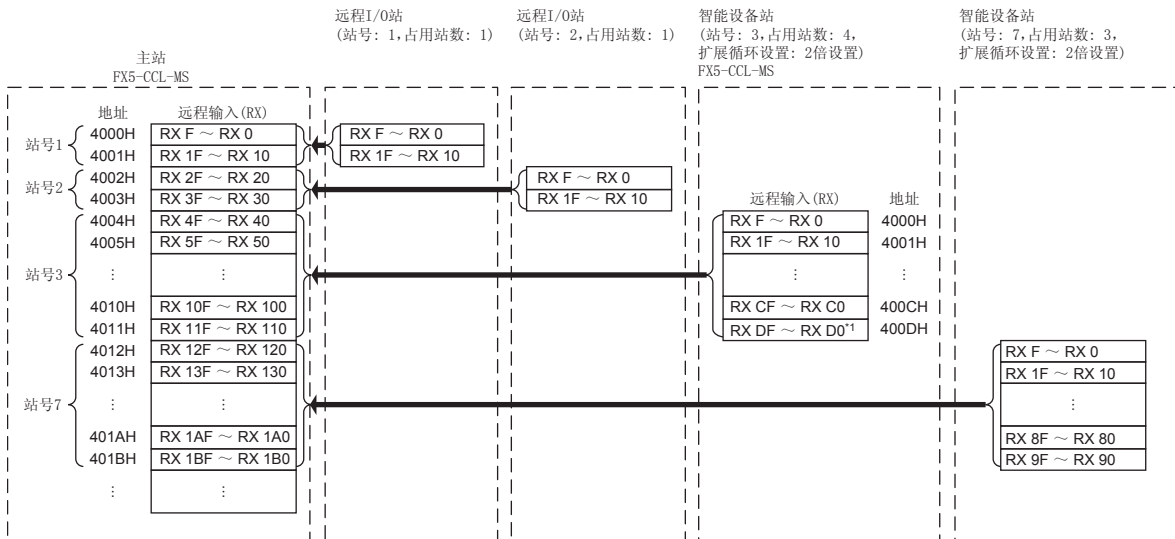 远程I/O站
(站号: 1,占用站数: 1)
远程I/O站
(站号: 2,占用站数: 1)
智能设备站
(站号: 3,占用站数: 4,
扩展循环设置: 2倍设置)
FX5-CCL-MS
智能设备站
(站号: 7,占用站数: 3,
扩展循环设置: 2倍设置)
主站
FX5-CCL-MS
地址 远程输入(RX)
站号1
4000H RX F ～ RX 0
4001H RX 1F ～ RX 10
站号2
4002H RX 2F ～ RX 20
4003H RX 3F ～ RX 30
站号3
4004H RX 4F ～ RX 40
4005H RX 5F ～ RX 50
⋮ ⋮
4010H RX 10F ～ RX 100
4011H RX 11F ～ RX 110
站号7
4012H RX 12F ～ RX 120
4013H RX 13F ～ RX 130
⋮ ⋮
401AH RX 1AF ～ RX 1A0
401BH RX 1BF ～ RX 1B0
⋮ ⋮
RX F ～ RX 0
RX 1F ～ RX 10
RX F ～ RX 0
RX 1F ～ RX 10
远程输入(RX) 地址
RX F ～ RX 0 4000H
RX 1F ～ RX 10 4001H
⋮ ⋮
RX CF ～ RX C0 400CH
RX DF ～ RX D0*1 400DH
RX F ～ RX 0
RX 1F ～ RX 10
⋮
RX 8F ～ RX 80
RX 9F ～ RX 90